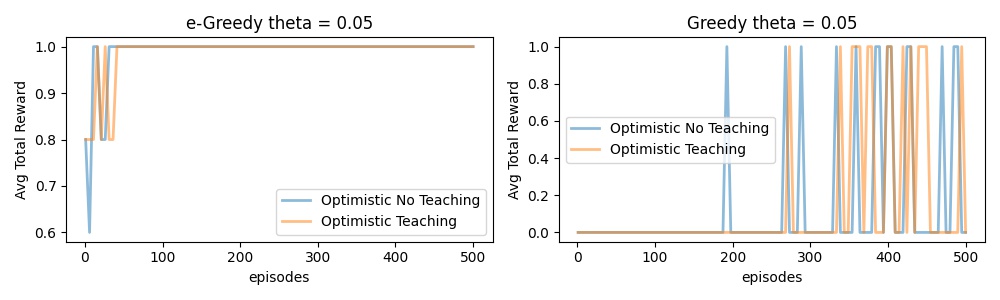 e-Greedy theta = 0.05
Avg Total Reward
1.0
0.9
0.8
0.7
0.6
Optimistic No Teaching
Optimistic Teaching
0
100
200
300
400
500
episodes
Greedy theta = 0.05
Avg Total Reward
1.0
0.8
0.6
0.4
0.2
0.0
Optimistic No Teaching
Optimistic Teaching
0
100
200
300
400
500
episodes